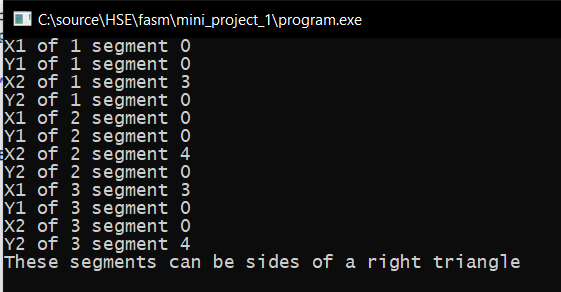 C:\source\HSE\fasm\mini_project_1\program.exe
X1 of 1 segment 0
Y1 of 1 segment 0
X2 of 1 segment 3
Y2 of 1 segment 0
X1 of 2 segment 0
Y1 of 2 segment 0
X2 of 2 segment 4
Y2 of 2 segment 0
X1 of 3 segment 3
Y1 of 3 segment 0
X2 of 3 segment 0
Y2 of 3 segment 4
These segments can be sides of a right triangle